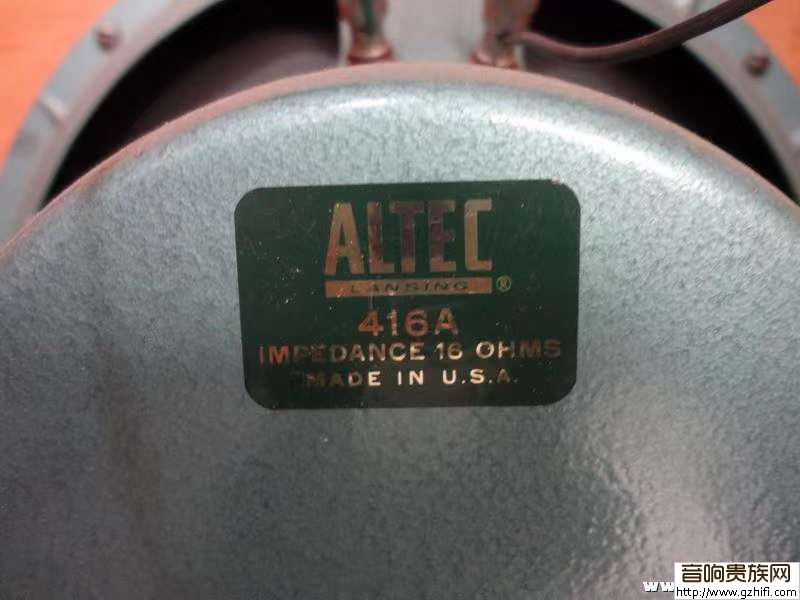 ALTEC
LANSING ®
416A
IMPEDANCE 16 OHMS
MADE IN U.S.A.
音响贵族网
http://www.gzhifi.com